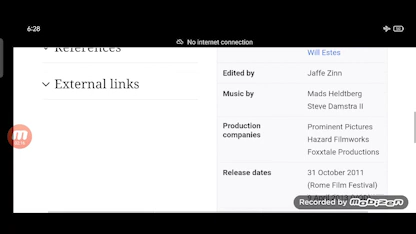 6:28
No internet connection
References
Will Estes
External links
Edited by
Jaffe Zinn
Music by
Mads Heldtberg
Steve Damstra II
Production
companies
Prominent Pictures
Hazard Filmworks
Foxxtale Productions
Release dates
31 October 2011
(Rome Film Festival)
Recorded by mobizen